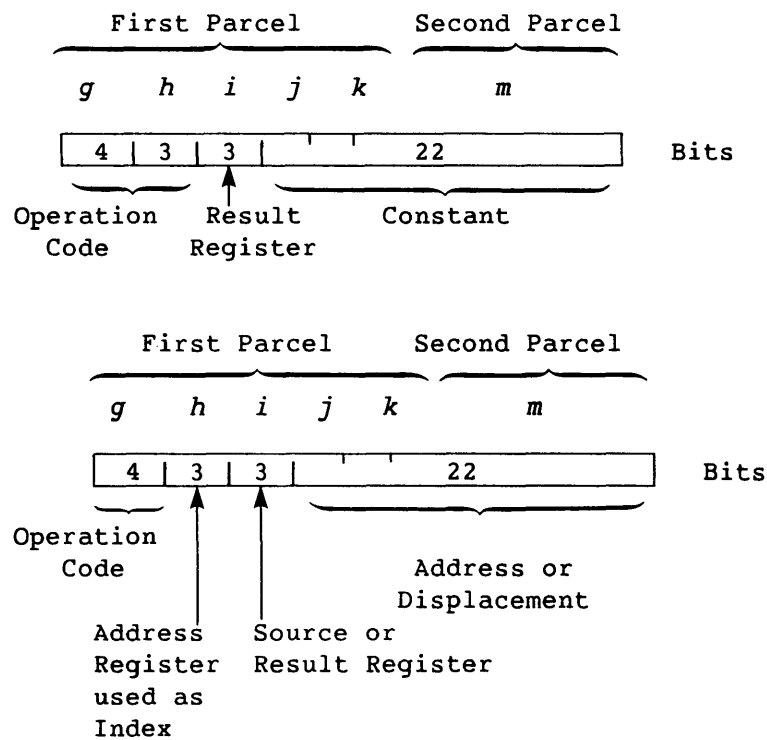 First Parcel Second Parcel
g h i j k m
4 3 3 22 Bits
Operation Code
Result Register
Constant
First Parcel Second Parcel
g h i j k m
4 3 3 22 Bits
Operation Code
Address or Displacement
Address Register used as Index
Source or Result Register